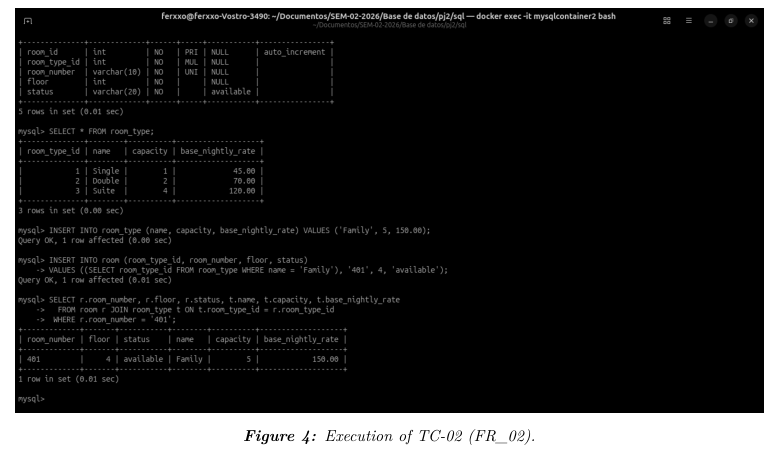 ferxxo@ferxxo-Vostro-3490: ~/Documentos/SEM-02-2026/Base de datos/pj2/sql — docker exec -it mysqlcontainer2 bash
~/Documentos/SEM-02-2026/Base de datos/pj2/sql
+--------------+-------------+------+-----+-----------+----------------+
| room_id      | int         | NO   | PRI | NULL      | auto_increment |
| room_type_id | int         | NO   | MUL | NULL      |                |
| room_number  | varchar(10) | NO   | UNI | NULL      |                |
| floor        | int         | NO   |     | NULL      |                |
| status       | varchar(20) | NO   |     | available |                |
+--------------+-------------+------+-----+-----------+----------------+
5 rows in set (0.01 sec)
mysql> SELECT * FROM room_type;
+--------------+--------+----------+-------------------+
| room_type_id | name   | capacity | base_nightly_rate |
+--------------+--------+----------+-------------------+
|            1 | Single |        1 |             45.00 |
|            2 | Double |        2 |             70.00 |
|            3 | Suite  |        4 |            120.00 |
+--------------+--------+----------+-------------------+
3 rows in set (0.00 sec)
mysql> INSERT INTO room_type (name, capacity, base_nightly_rate) VALUES ('Family', 5, 150.00);
Query OK, 1 row affected (0.00 sec)
mysql> INSERT INTO room (room_type_id, room_number, floor, status)
    -> VALUES ((SELECT room_type_id FROM room_type WHERE name = 'Family'), '401', 4, 'available');
Query OK, 1 row affected (0.01 sec)
mysql> SELECT r.room_number, r.floor, r.status, t.name, t.capacity, t.base_nightly_rate
    ->   FROM room r JOIN room_type t ON t.room_type_id = r.room_type_id
    ->  WHERE r.room_number = '401';
+-------------+-------+-----------+--------+----------+-------------------+
| room_number | floor | status    | name   | capacity | base_nightly_rate |
+-------------+-------+-----------+--------+----------+-------------------+
| 401         |     4 | available | Family |        5 |            150.00 |
+-------------+-------+-----------+--------+----------+-------------------+
1 row in set (0.01 sec)
mysql>
Figure 4: Execution of TC-02 (FR_02).